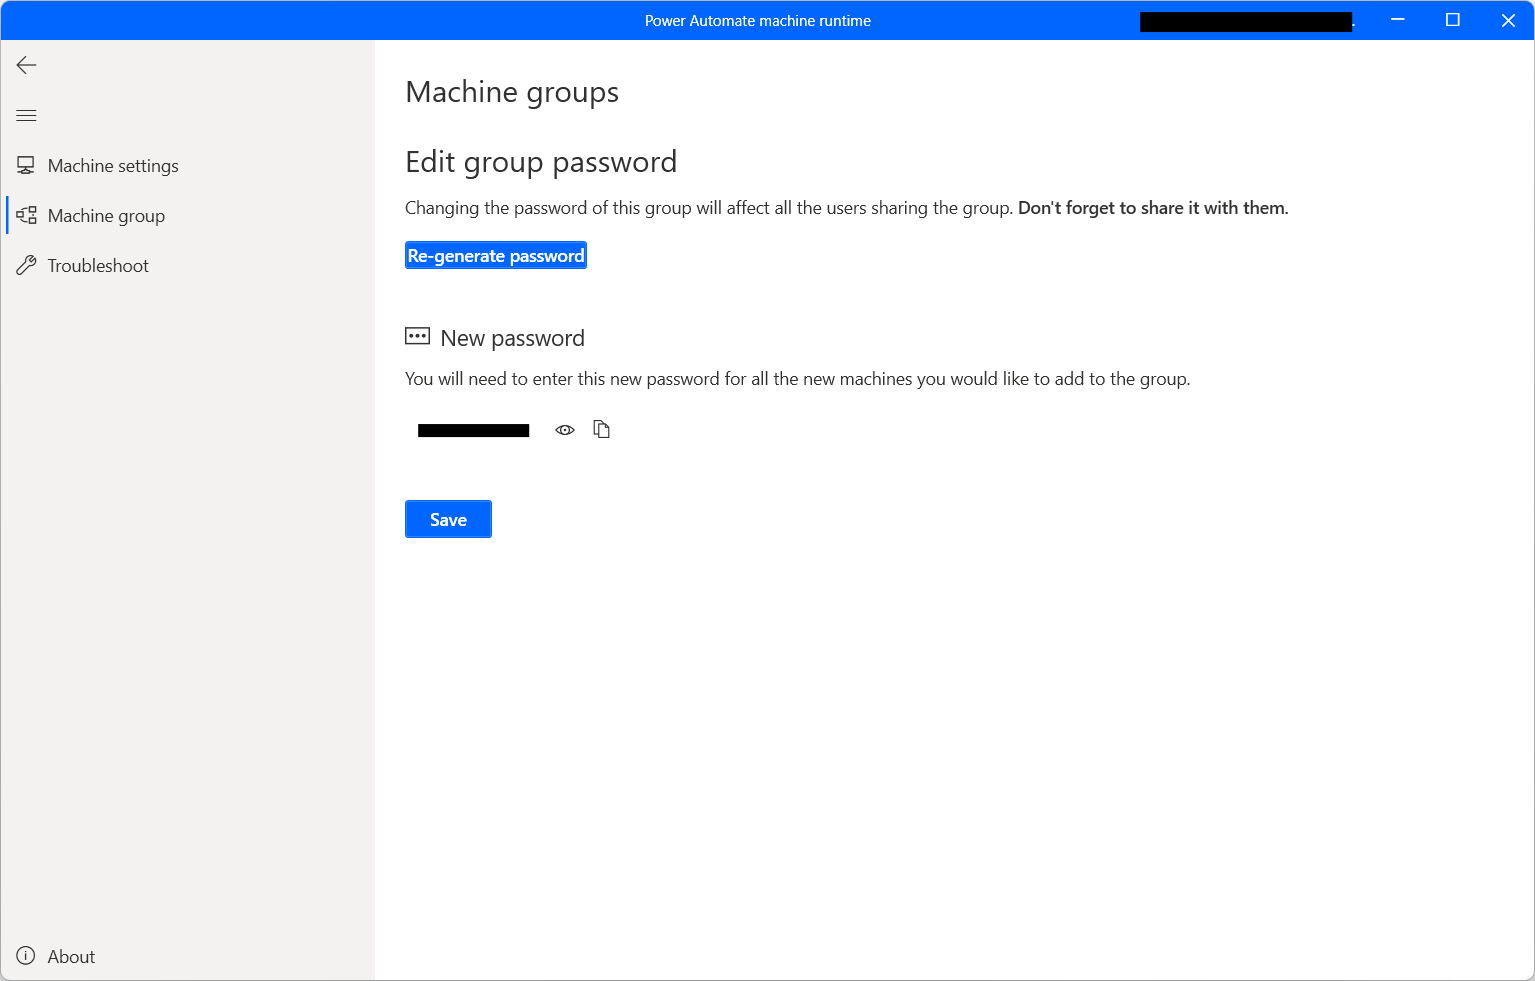 Power Automate machine runtime
Machine settings
Machine group
Troubleshoot
About
Machine groups
Edit group password
Changing the password of this group will affect all the users sharing the group. Don't forget to share it with them.
Re-generate password
New password
You will need to enter this new password for all the new machines you would like to add to the group.
Save